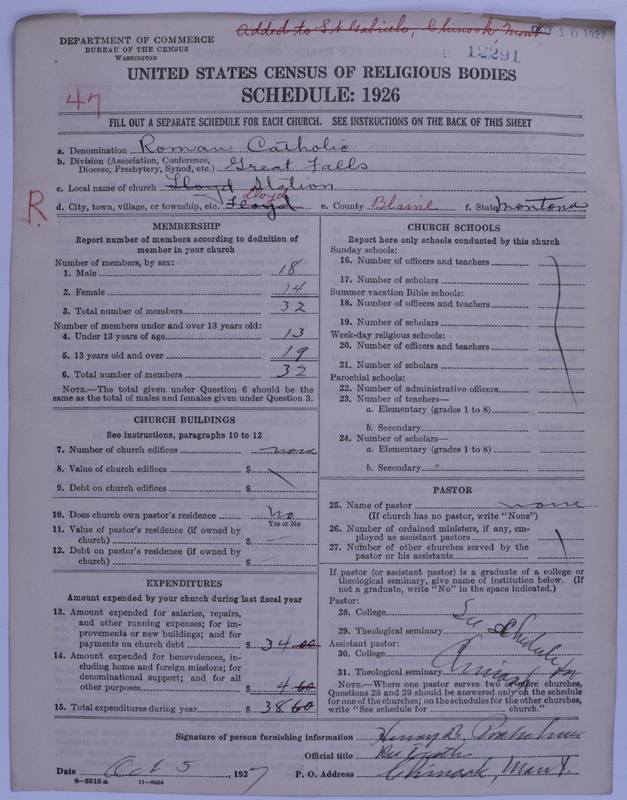 Added to St Gabriels, Chinook, Mont
OCT 10 1927
DEPARTMENT OF COMMERCE
BUREAU OF THE CENSUS
WASHINGTON
12291
UNITED STATES CENSUS OF RELIGIOUS BODIES
47
SCHEDULE: 1926
FILL OUT A SEPARATE SCHEDULE FOR EACH CHURCH. SEE INSTRUCTIONS ON THE BACK OF THIS SHEET
a. Denomination Roman Catholic
b. Division (Association, Conference,
Diocese, Presbytery, Synod, etc.) Great Falls
c. Local name of church Lloyd Station
Lloyd
R
d. City, town, village, or township, etc. Lloyd e. County Blaine f. State Montana
MEMBERSHIP
Report number of members according to definition of
member in your church
Number of members, by sex:
1. Male 18
2. Female 14
3. Total number of members 32
Number of members under and over 13 years old:
4. Under 13 years of age 13
5. 13 years old and over 19
6. Total number of members 32
NOTE.—The total given under Question 6 should be the
same as the total of males and females given under Question 3.
CHURCH BUILDINGS
See instructions, paragraphs 10 to 12
7. Number of church edifices none
8. Value of church edifices $
9. Debt on church edifices $
10. Does church own pastor's residence No
Yes or No
11. Value of pastor's residence (if owned by
church) $ —
12. Debt on pastor's residence (if owned by
church) $ —
EXPENDITURES
Amount expended by your church during last fiscal year
13. Amount expended for salaries, repairs,
and other running expenses; for im-
provements or new buildings; and for
payments on church debt $ 34 00
14. Amount expended for benevolences, in-
cluding home and foreign missions; for
denominational support; and for all
other purposes $ 4 60
15. Total expenditures during year $ 38 60
CHURCH SCHOOLS
Report here only schools conducted by this church
Sunday schools:
16. Number of officers and teachers
17. Number of scholars
Summer vacation Bible schools:
18. Number of officers and teachers
19. Number of scholars
Week-day religious schools:
20. Number of officers and teachers
21. Number of scholars
Parochial schools:
22. Number of administrative officers
23. Number of teachers—
a. Elementary (grades 1 to 8)
b. Secondary
24. Number of scholars—
a. Elementary (grades 1 to 8)
b. Secondary
PASTOR
25. Name of pastor none
(If church has no pastor, write "None")
26. Number of ordained ministers, if any, em-
ployed as assistant pastors
27. Number of other churches served by the
pastor or his assistants
If pastor (or assistant pastor) is a graduate of a college or
theological seminary, give name of institution below. (If
not a graduate, write "No" in the space indicated.)
Pastor:
28. College See
29. Theological seminary Schedule
Assistant pastor:
30. College on
31. Theological seminary Chinook
NOTE.—Where one pastor serves two or more churches,
Questions 28 and 29 should be answered only on the schedule
for one of the churches; on the schedules for the other churches,
write "See schedule for church."
Signature of person furnishing information Henry B.
Official title
Date Oct 5, 1927 P. O. Address Chinook, Mont.
8—5516 a 11—9054